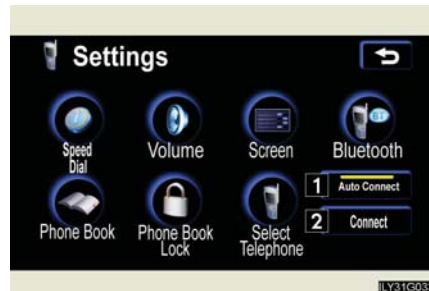 Settings
Speed
Dial
Volume
Screen
Bluetooth
1 Auto Connect
Phone Book
Phone Book
Lock
Select
Telephone
2 Connect
ILY31G03